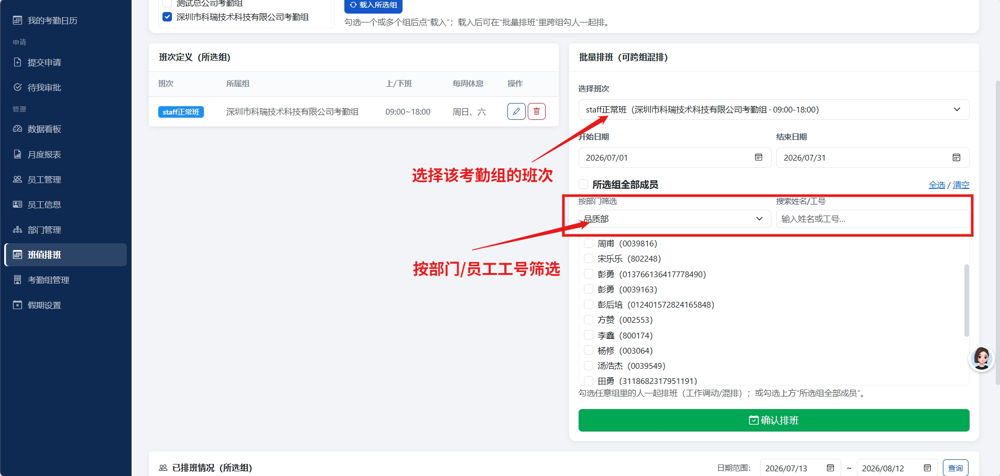 我的考勤日历
申请
提交申请
待我审批
管理
数据看板
月度报表
员工管理
员工信息
部门管理
班值排班
考勤组管理
假期设置
测试总公司考勤组
深圳市科瑞技术科技有限公司考勤组
载入所选组
勾选一个或多个组后点“载入”；载入后可在“批量排班”里跨组勾人一起排。
班次定义（所选组）
班次 所属组 上/下班 每周休息 操作
staff正常班 深圳市科瑞技术科技有限公司考勤组 09:00~18:00 周日、六
批量排班（可跨组混排）
选择班次
staff正常班（深圳市科瑞技术科技有限公司考勤组 · 09:00-18:00）
开始日期 结束日期
2026/07/01 2026/07/31
选择该考勤组的班次
所选组全部成员 全选 / 清空
按部门筛选 搜索姓名/工号
品质部 输入姓名或工号...
按部门/员工工号筛选
周甫（0039816）
宋乐乐（802248）
彭勇（013766136417778490）
彭勇（0039163）
彭后培（012401572824165848）
方赞（002553）
李鑫（800174）
杨修（003064）
汤浩杰（0039549）
田勇（3118682317951191）
勾选任意组里的人一起排班（工作调动/混排）；或勾选上方“所选组全部成员”。
确认排班
已排班情况（所选组） 日期范围： 2026/07/13 ~ 2026/08/12 查询